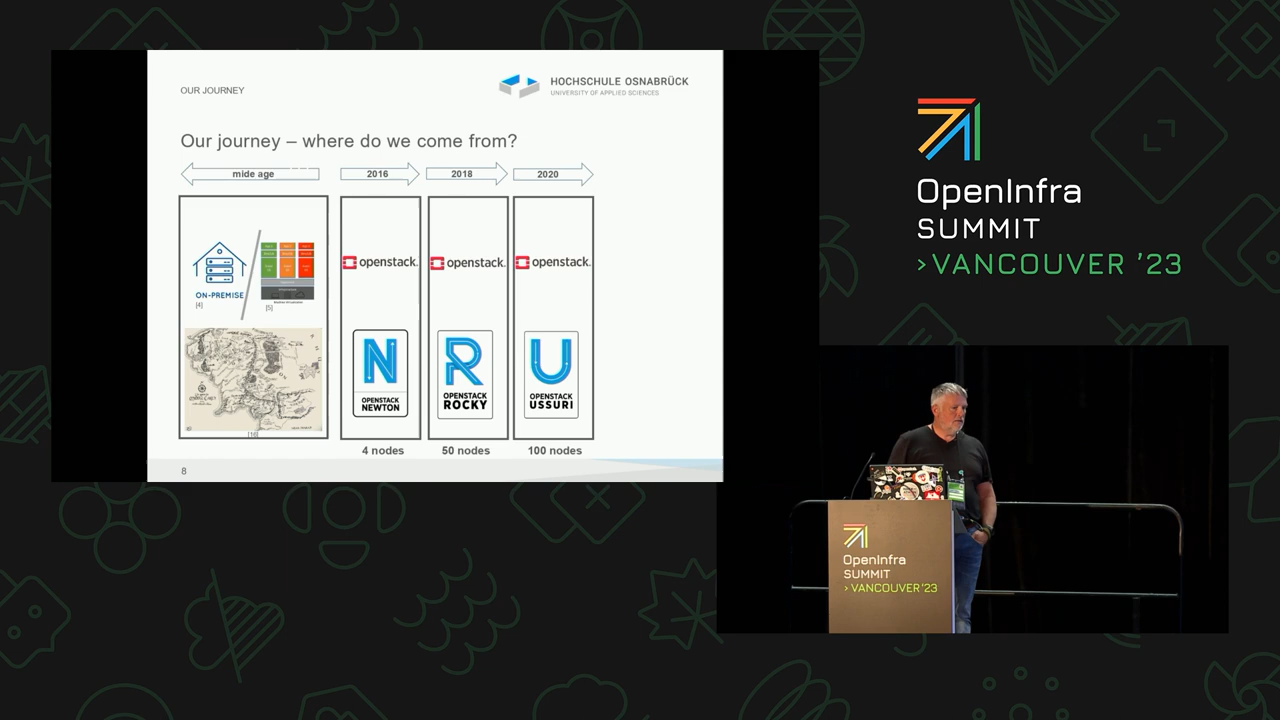 OUR JOURNEY
HOCHSCHULE OSNABRÜCK
UNIVERSITY OF APPLIED SCIENCES
Our journey – where do we come from?
mide age
2016
2018
2020
ON-PREMISE
[4]
[5]
openstack.
openstack.
openstack.
N
OPENSTACK
NEWTON
R
OPENSTACK
ROCKY
U
OPENSTACK
USSURI
4 nodes
50 nodes
100 nodes
8
OpenInfra
SUMMIT
>VANCOUVER '23
OpenInfra
SUMMIT
>VANCOUVER '23